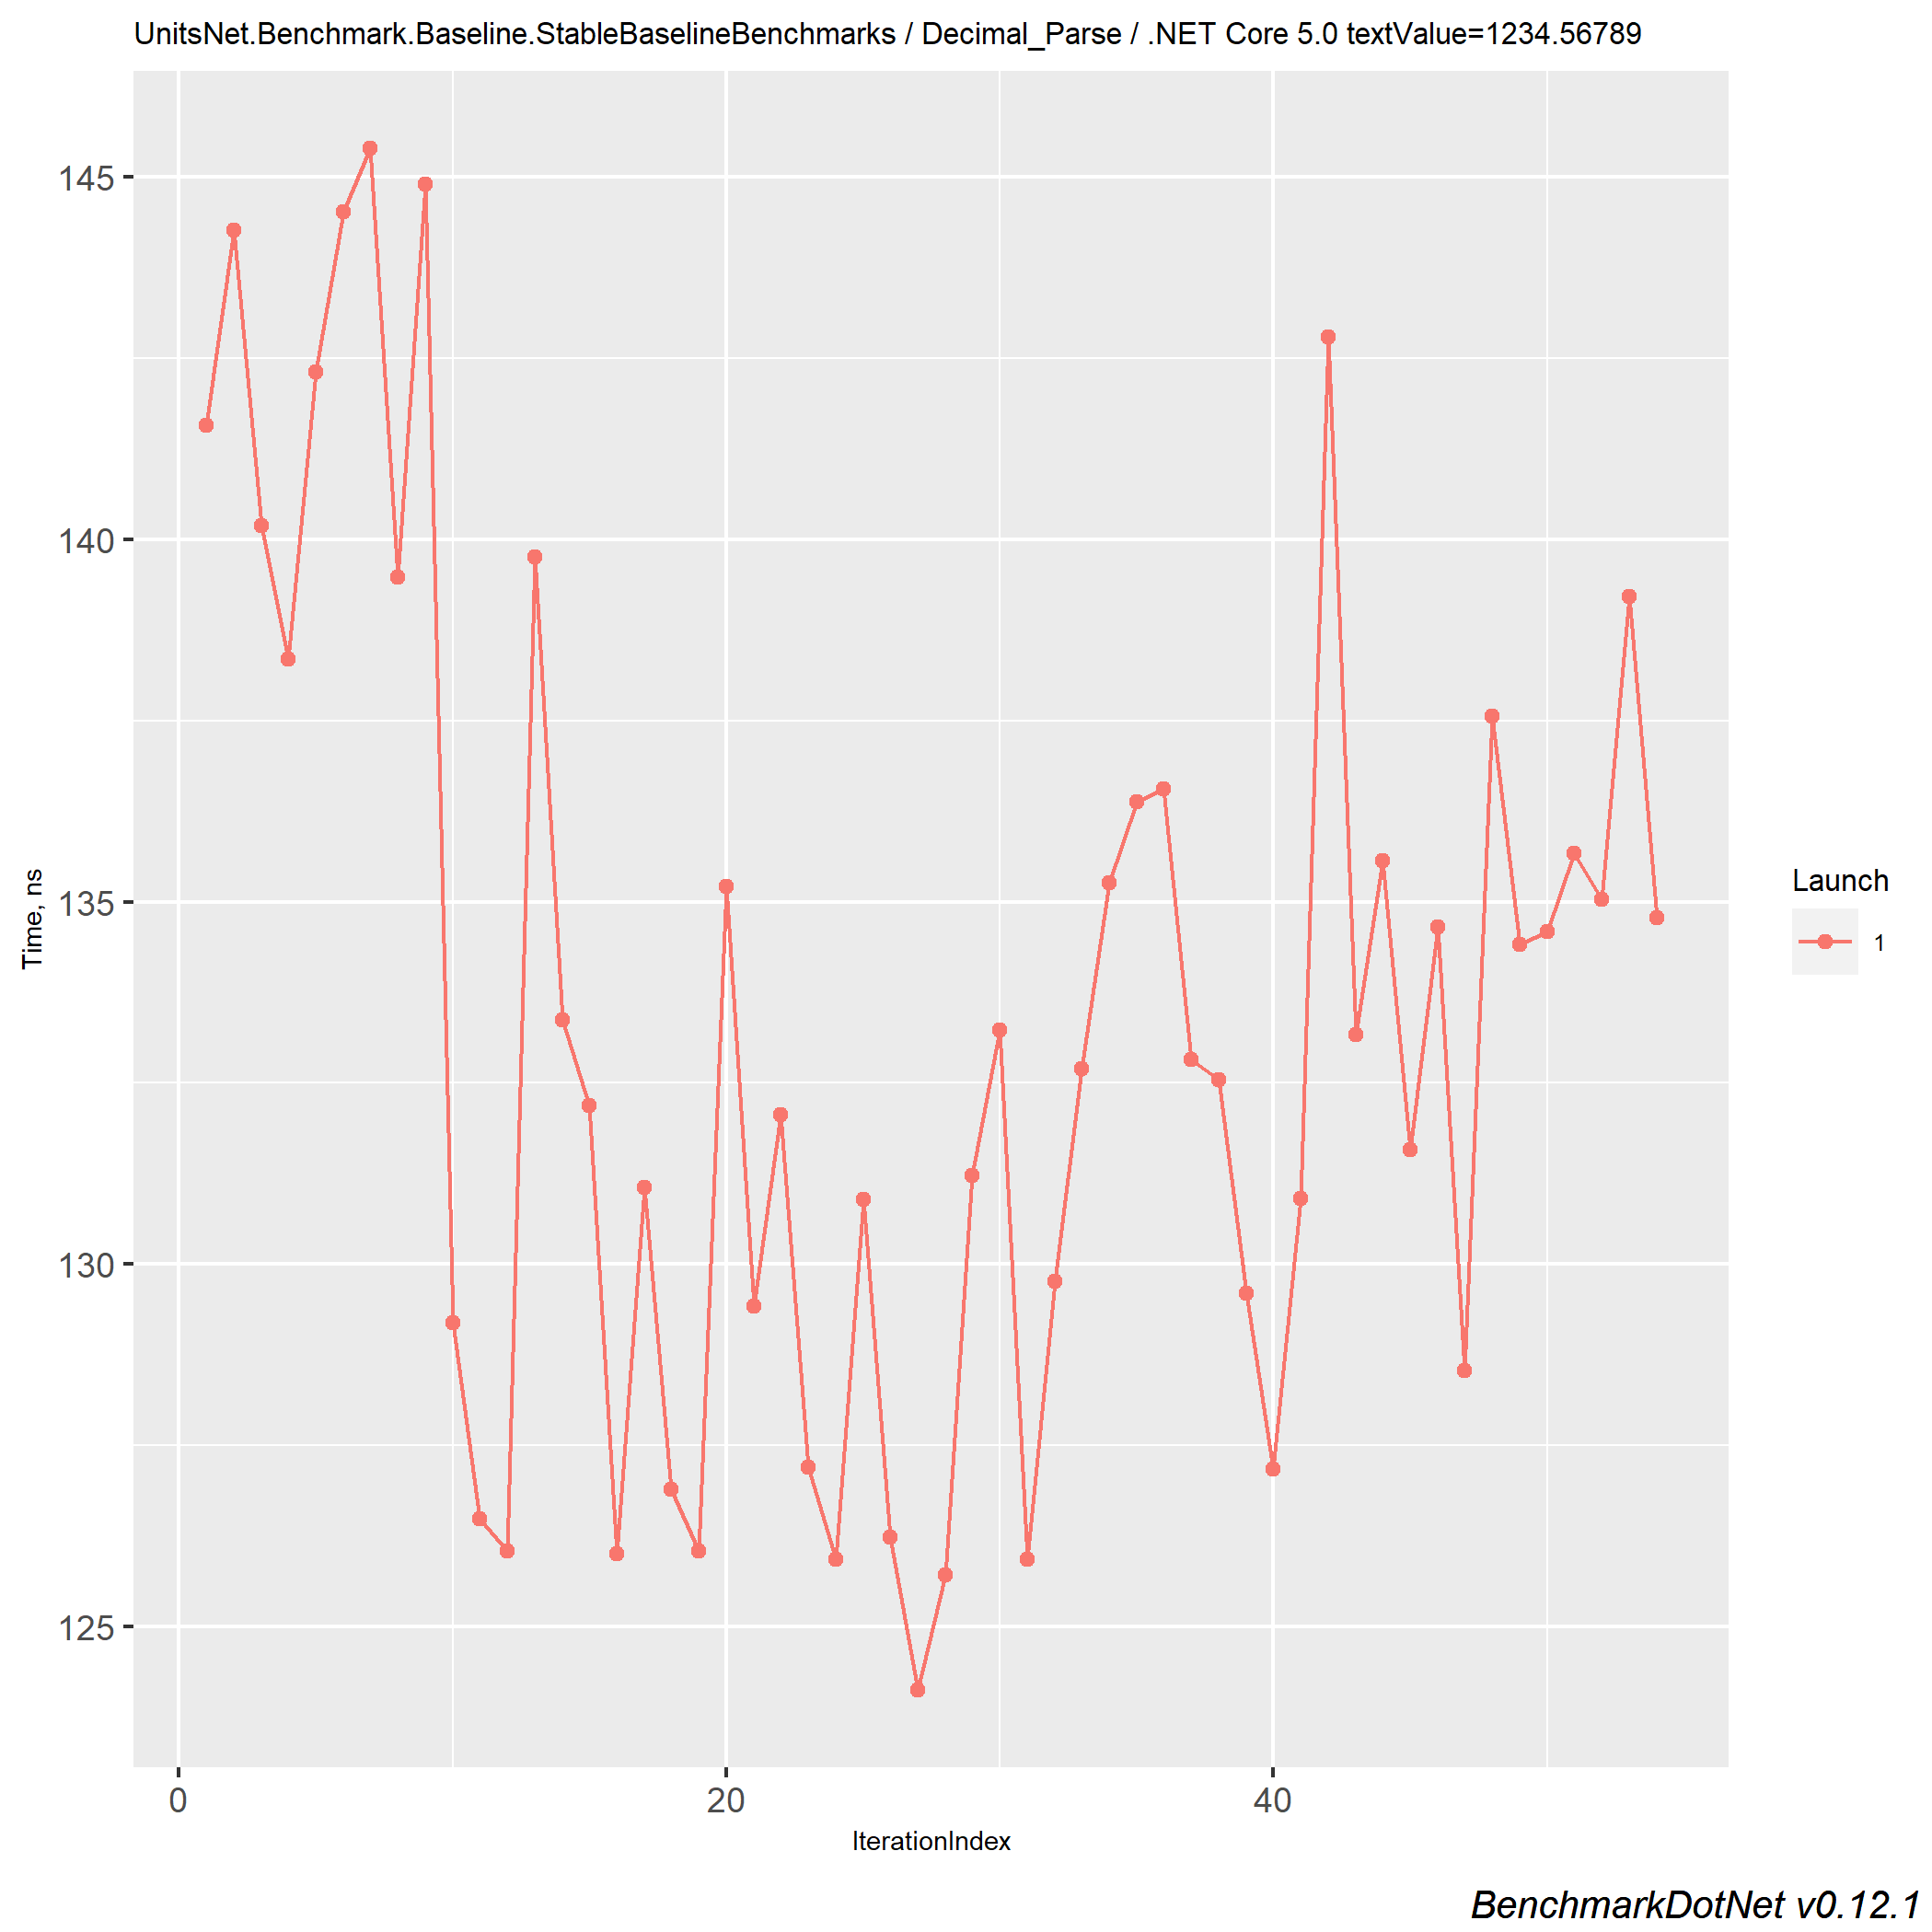 UnitsNet.Benchmark.Baseline.StableBaselineBenchmarks / Decimal_Parse / .NET Core 5.0 textValue=1234.56789
145
140
135
130
125
Time, ns
0 20 40
IterationIndex
Launch
1
BenchmarkDotNet v0.12.1